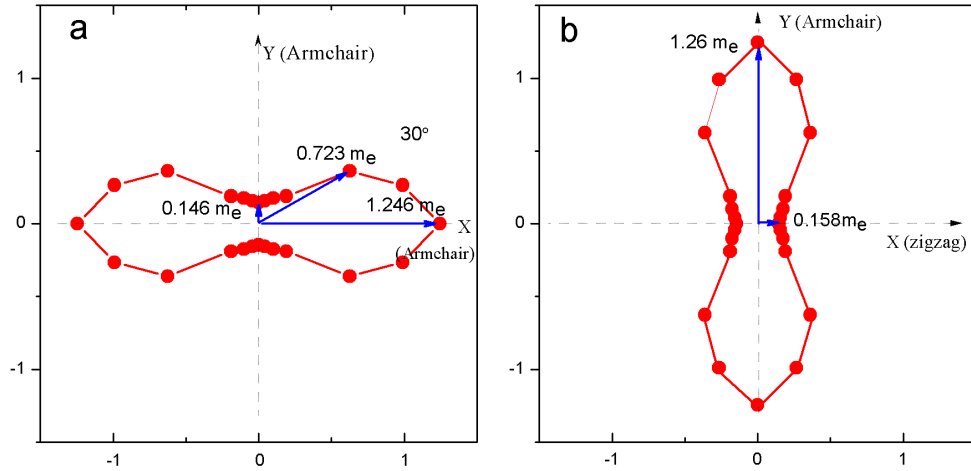 a
Y (Armchair)
1
30°
0.723 mₑ
0.146 mₑ
1.246 mₑ
0
X
(Armchair)
-1
-1
0
1
b
Y (Armchair)
1.26 mₑ
1
0
0.158mₑ
X (zigzag)
-1
-1
0
1